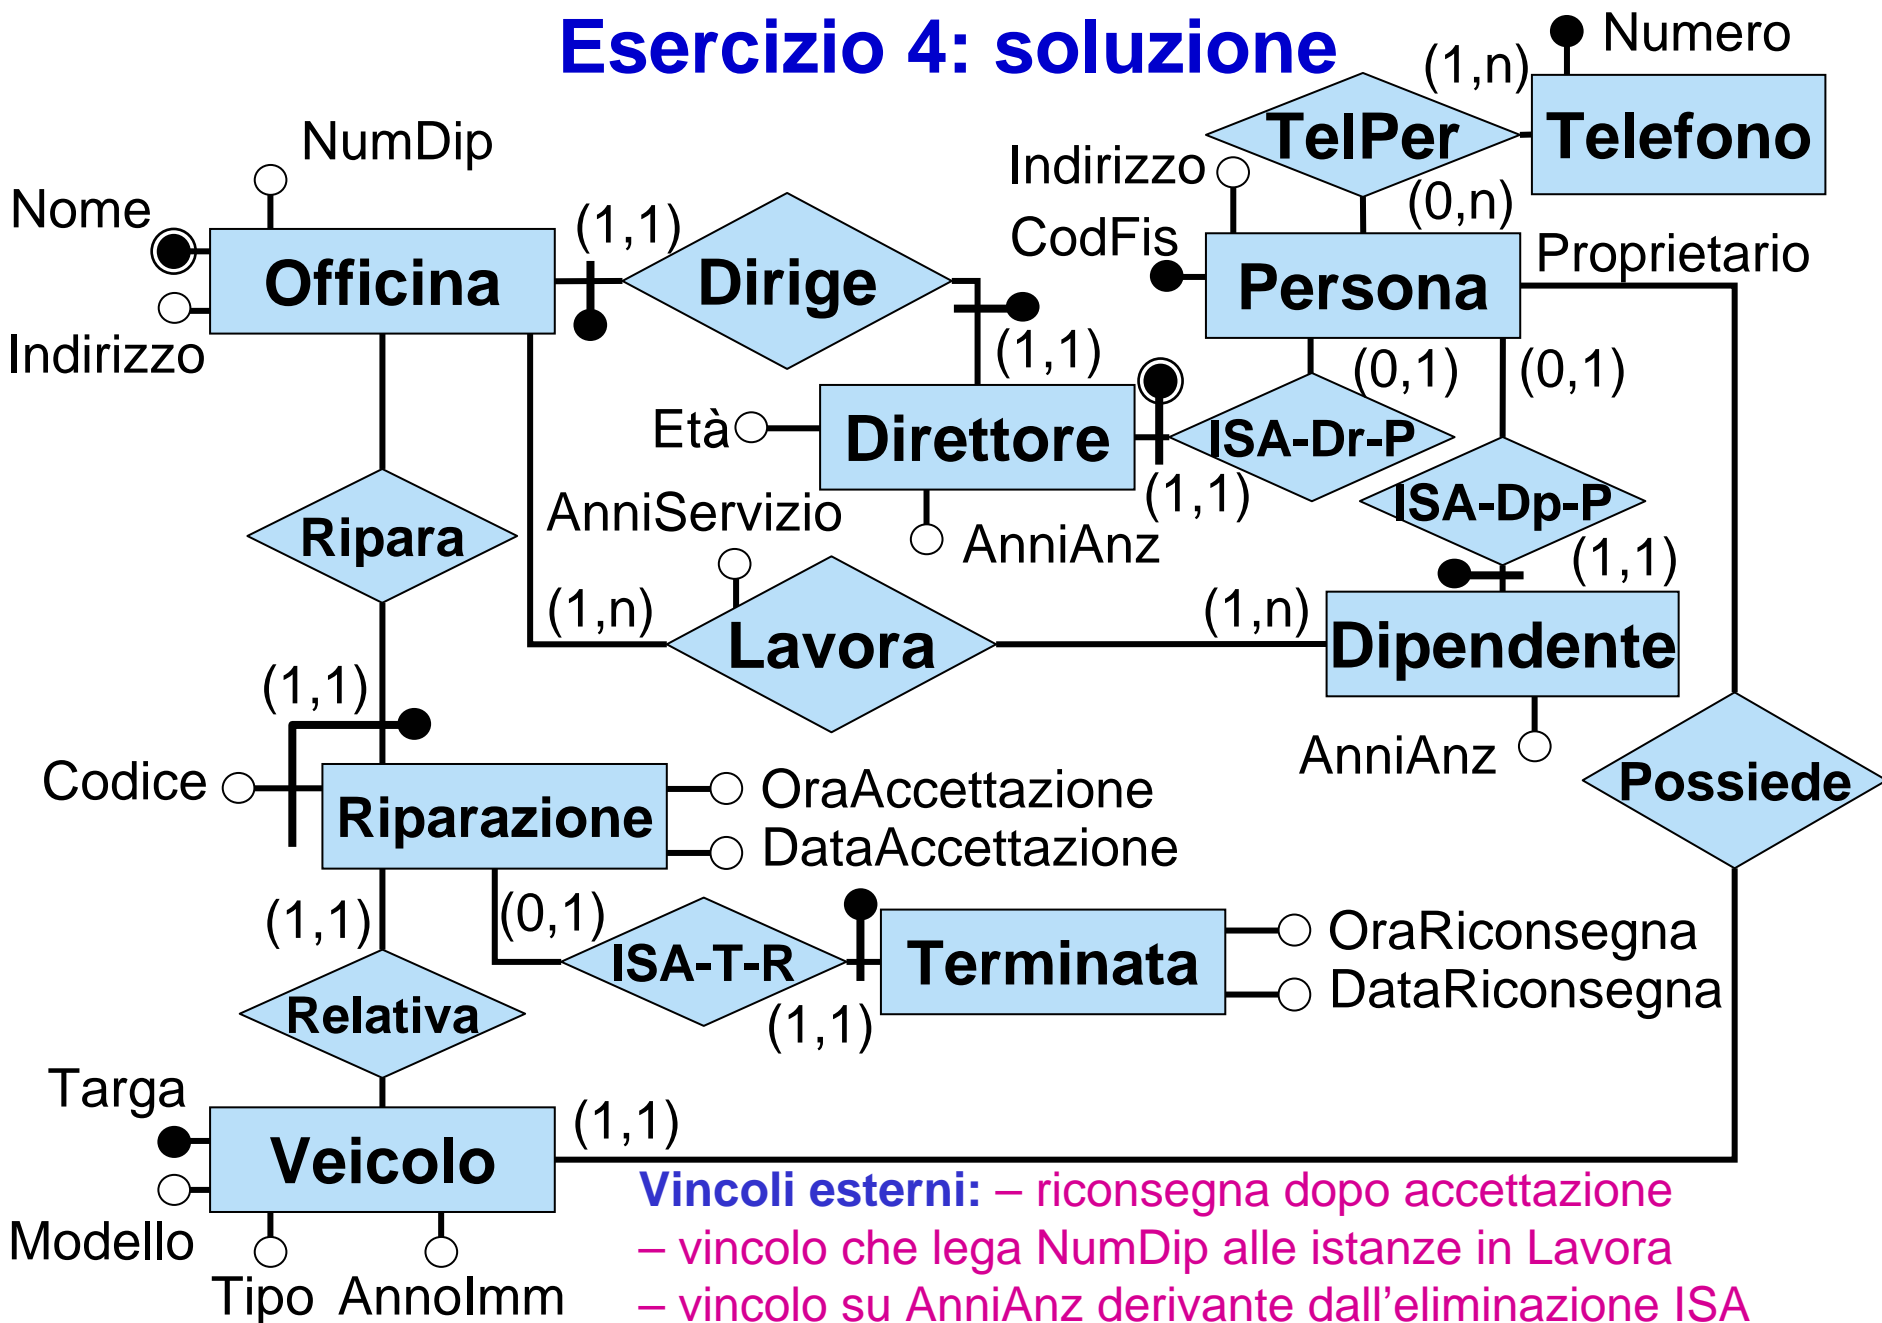 Esercizio 4: soluzione
Numero
(1,n)
TelPer
Telefono
NumDip
Indirizzo
(0,n)
Nome
(1,1)
CodFis
Proprietario
Officina
Dirige
Persona
Indirizzo
(1,1)
(0,1)
(0,1)
Età
Direttore
ISA-Dr-P
(1,1)
ISA-Dp-P
AnniServizio
AnniAnz
Ripara
(1,1)
(1,n)
(1,n)
Lavora
Dipendente
(1,1)
AnniAnz
Codice
OraAccettazione
Possiede
Riparazione
DataAccettazione
(1,1)
(0,1)
OraRiconsegna
ISA-T-R
Terminata
DataRiconsegna
Relativa
(1,1)
Targa
(1,1)
Veicolo
Modello
Tipo
AnnoImm
Vincoli esterni: – riconsegna dopo accettazione
– vincolo che lega NumDip alle istanze in Lavora
– vincolo su AnniAnz derivante dall'eliminazione ISA